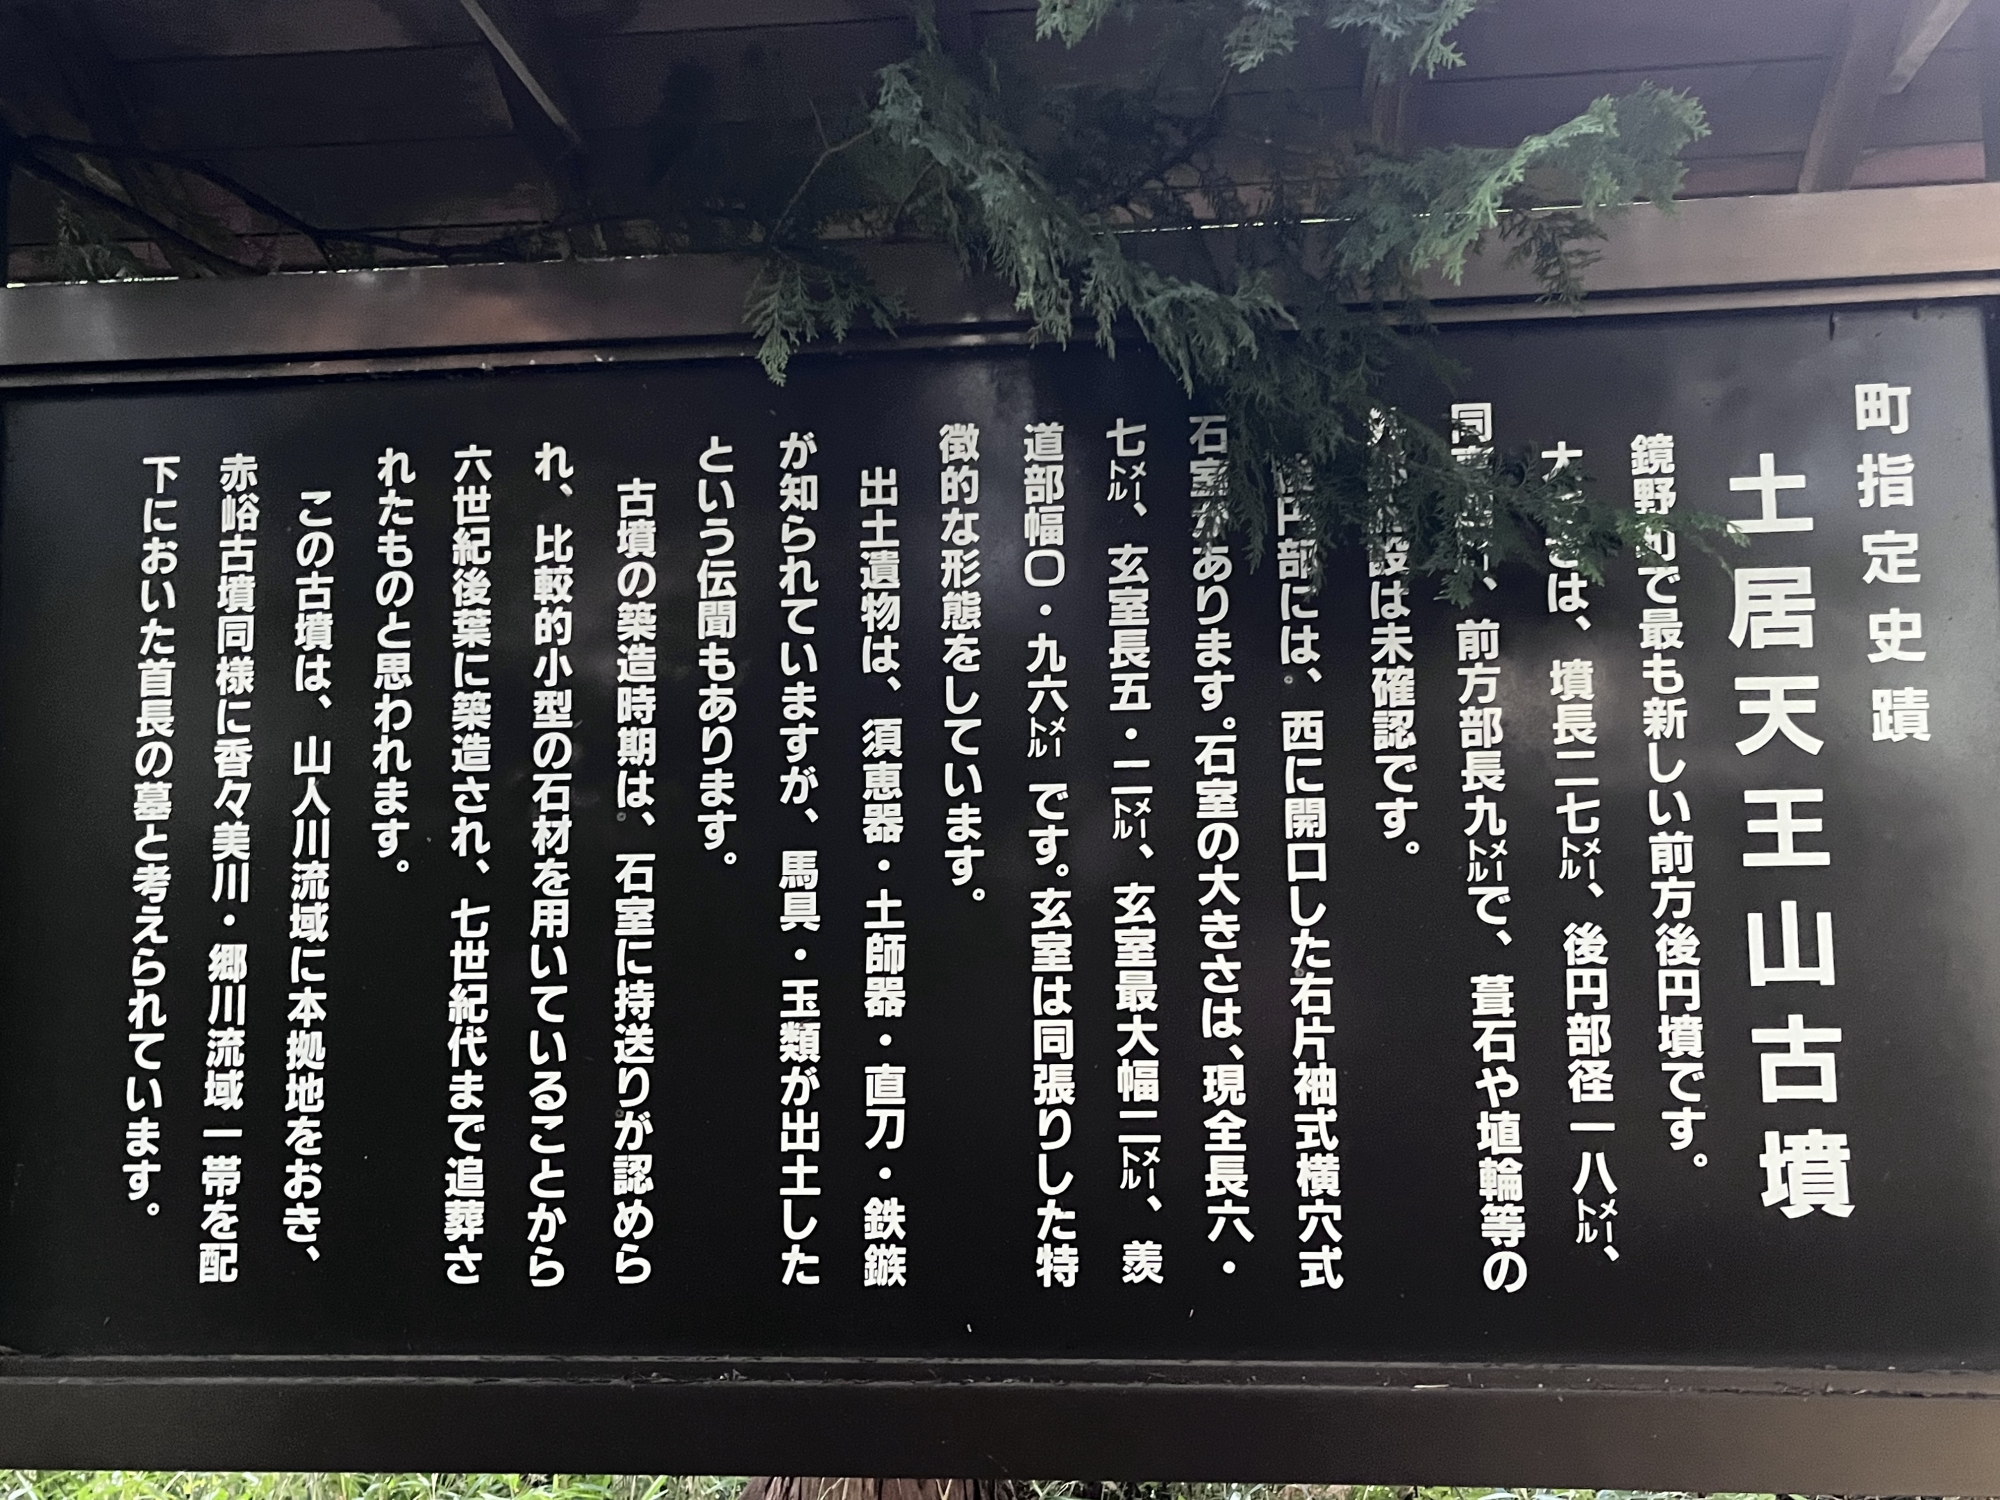 町指定史蹟
土居天王山古墳
鏡野町で最も新しい前方後円墳です。
大きさは、墳長二七メートル、後円部径一八メートル、
同、前方部長九メートルで、葺石や埴輪等の
設は未確認です。
後円部には、西に開口した右片袖式横穴式
石室があります。石室の大きさは、現全長六・
七メートル、玄室長五・二メートル、玄室最大幅二メートル、羨
道部幅〇・九六メートルです。玄室は同張りした特
徴的な形態をしています。
出土遺物は、須恵器・土師器・直刀・鉄鏃
が知られていますが、馬具・玉類が出土した
という伝聞もあります。
古墳の築造時期は、石室に持送りが認めら
れ、比較的小型の石材を用いていることから
六世紀後葉に築造され、七世紀代まで追葬さ
れたものと思われます。
この古墳は、山人川流域に本拠地をおき、
赤峪古墳同様に香々美川・郷川流域一帯を配
下においた首長の墓と考えられています。